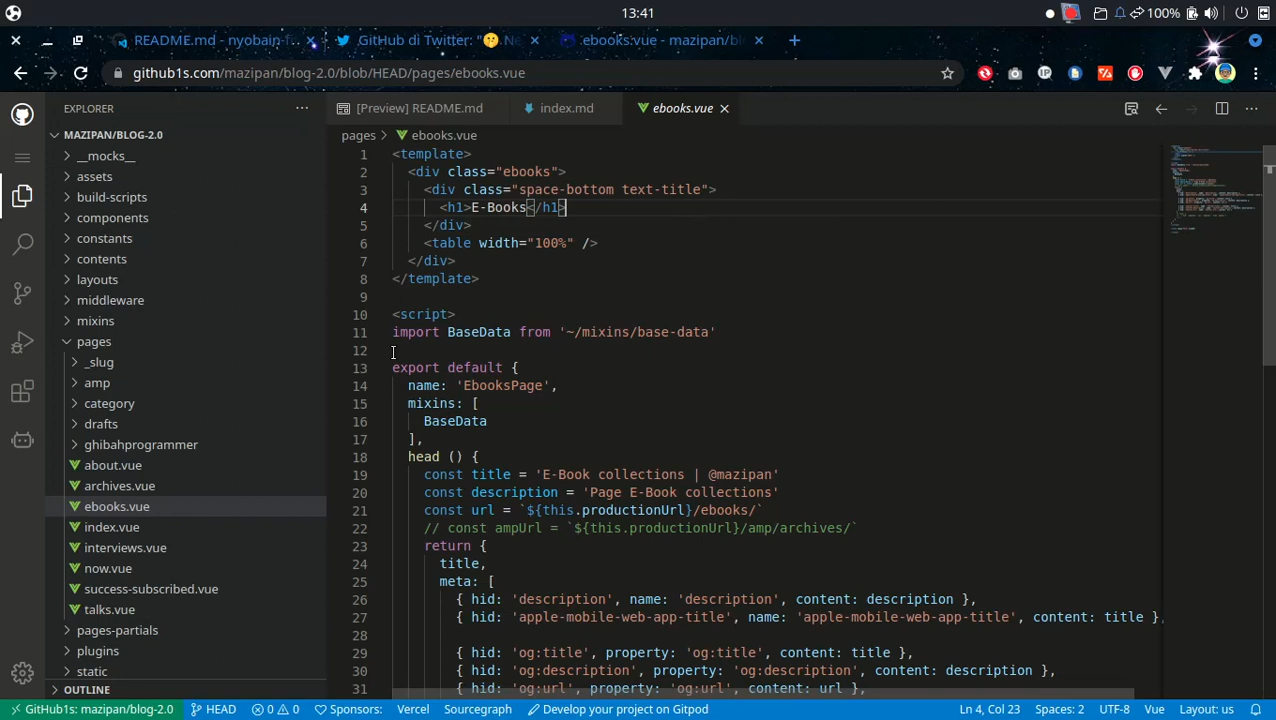 13:41
100%
README.md - nyobain-f
GitHub di Twitter: "🤫 Ne
ebooks.vue - mazipan/bl
github1s.com/mazipan/blog-2.0/blob/HEAD/pages/ebooks.vue
EXPLORER
MAZIPAN/BLOG-2.0
__mocks__
assets
build-scripts
components
constants
contents
layouts
middleware
mixins
pages
_slug
amp
category
drafts
ghibahprogrammer
about.vue
archives.vue
ebooks.vue
index.vue
interviews.vue
now.vue
success-subscribed.vue
talks.vue
pages-partials
plugins
static
OUTLINE
[Preview] README.md
index.md
ebooks.vue
pages > ebooks.vue
1 <template>
2 <div class="ebooks">
3 <div class="space-bottom text-title">
4 <h1>E-Books</h1>
5 </div>
6 <table width="100%" />
7 </div>
8 </template>
9
10 <script>
11 import BaseData from '~/mixins/base-data'
12
13 export default {
14 name: 'EbooksPage',
15 mixins: [
16 BaseData
17 ],
18 head () {
19 const title = 'E-Book collections | @mazipan'
20 const description = 'Page E-Book collections'
21 const url = `${this.productionUrl}/ebooks/`
22 // const ampUrl = `${this.productionUrl}/amp/archives/`
23 return {
24 title,
25 meta: [
26 { hid: 'description', name: 'description', content: description },
27 { hid: 'apple-mobile-web-app-title', name: 'apple-mobile-web-app-title', content: title },
28
29 { hid: 'og:title', property: 'og:title', content: title },
30 { hid: 'og:description', property: 'og:description', content: description },
31 { hid: 'og:url', property: 'og:url', content: url },
GitHub1s: mazipan/blog-2.0
HEAD
0 0
Sponsors:
Vercel
Sourcegraph
Develop your project on Gitpod
Ln 4, Col 23
Spaces: 2
UTF-8
Vue
Layout: us